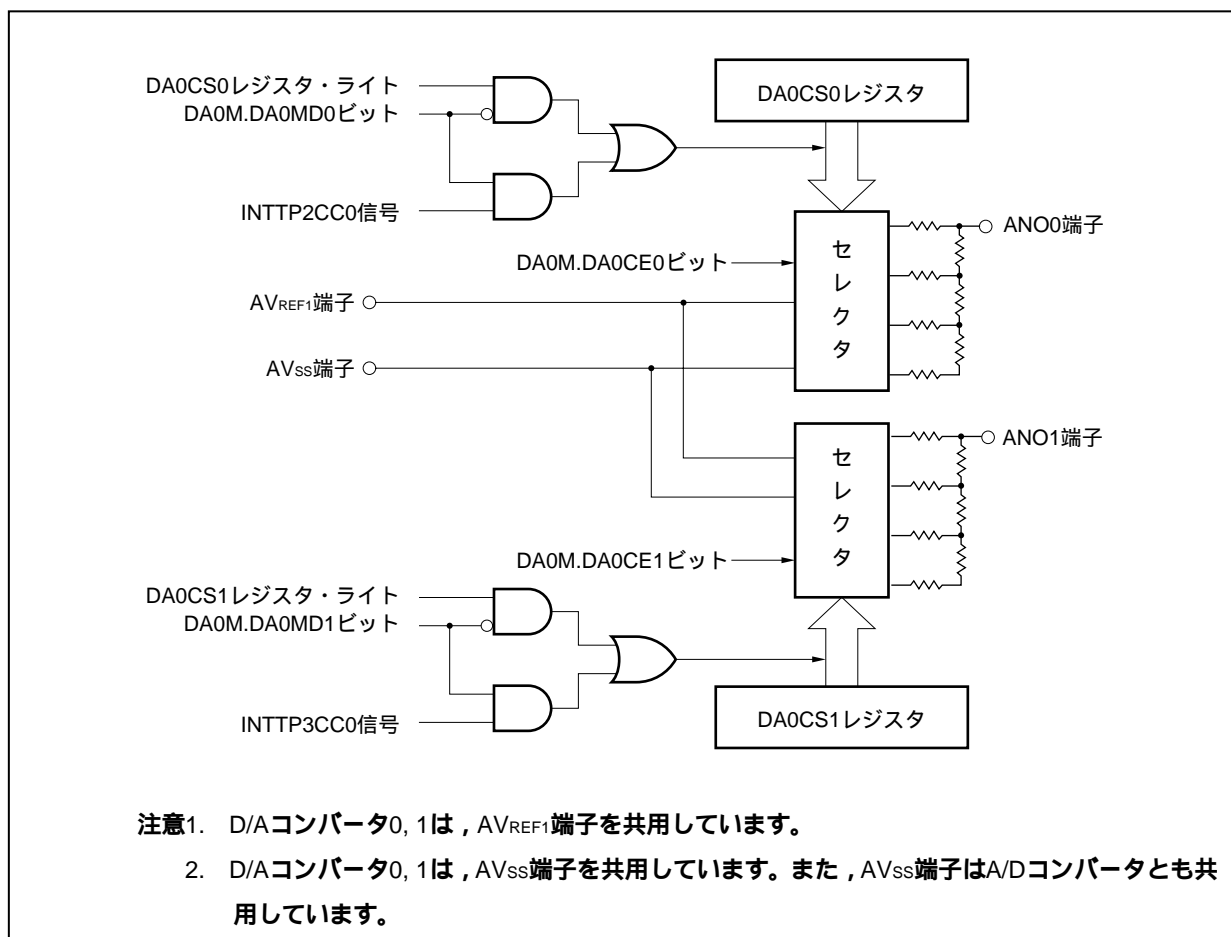 DA0CS0レジスタ・ライト
DA0M.DA0MD0ビット
INTTP2CC0信号
DA0CS0レジスタ
セレクタ
ANO0端子
DA0M.DA0CE0ビット
AVREF1端子
AVSS端子
セレクタ
ANO1端子
DA0M.DA0CE1ビット
DA0CS1レジスタ・ライト
DA0M.DA0MD1ビット
INTTP3CC0信号
DA0CS1レジスタ
注意1. D/Aコンバータ0, 1は，AVREF1端子を共用しています。
2. D/Aコンバータ0, 1は，AVSS端子を共用しています。また，AVSS端子はA/Dコンバータとも共
用しています。